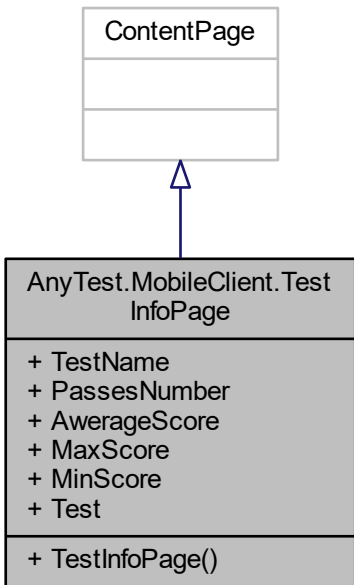 ContentPage
AnyTest.MobileClient.Test
InfoPage
+ TestName
+ PassesNumber
+ AwerageScore
+ MaxScore
+ MinScore
+ Test
+ TestInfoPage()